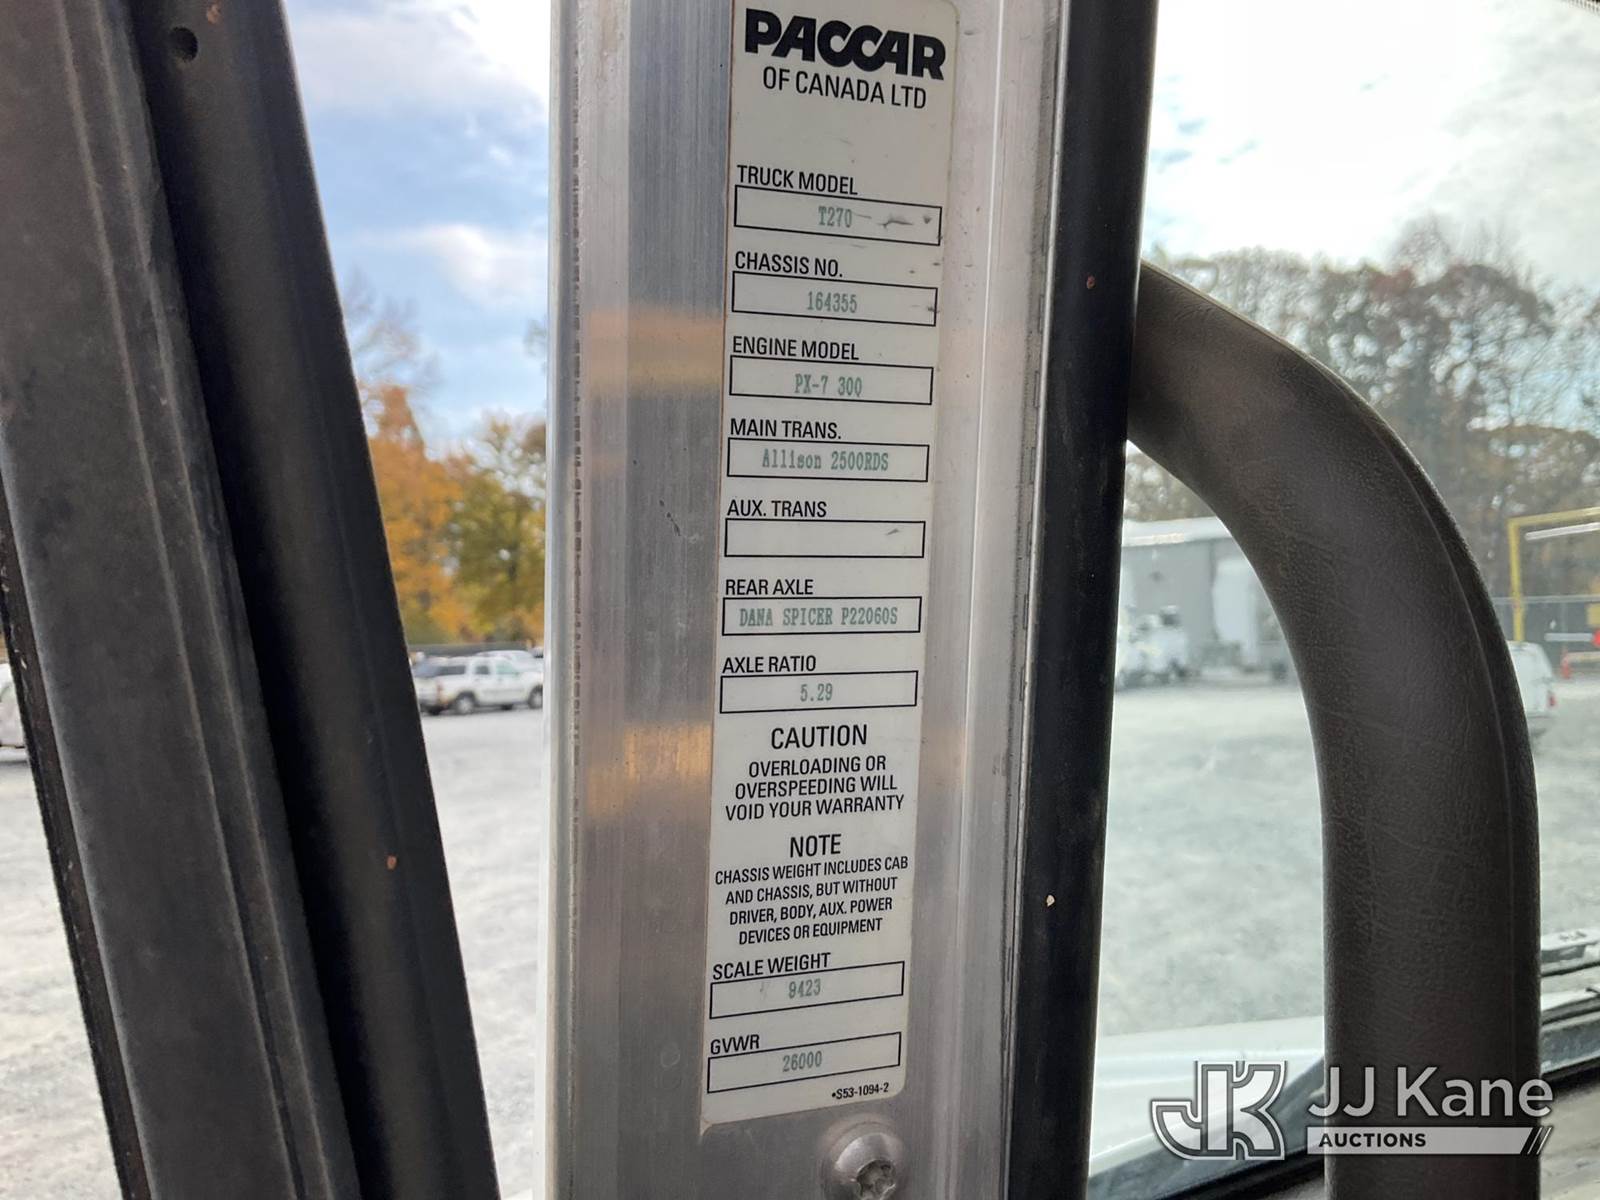 PACCAR
OF CANADA LTD
TRUCK MODEL
T270
CHASSIS NO.
164355
ENGINE MODEL
PX-7 300
MAIN TRANS.
Allison 2500RDS
AUX. TRANS
REAR AXLE
DANA SPICER P22060S
AXLE RATIO
5.29
CAUTION
OVERLOADING OR
OVERSPEEDING WILL
VOID YOUR WARRANTY
NOTE
CHASSIS WEIGHT INCLUDES CAB
AND CHASSIS, BUT WITHOUT
DRIVER, BODY, AUX. POWER
DEVICES OR EQUIPMENT
SCALE WEIGHT
9423
GVWR
26000
•S53-1094-2
JK JJ Kane
AUCTIONS